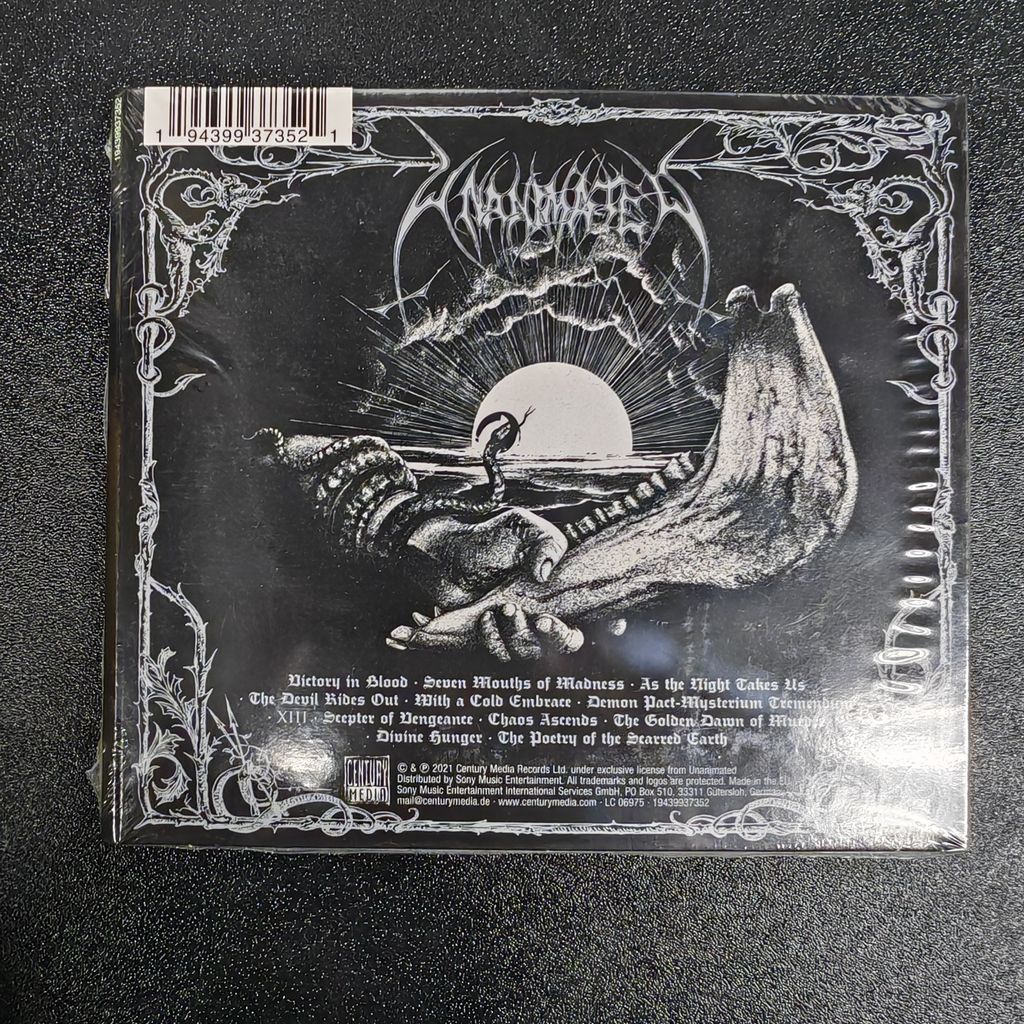 19439937352
1 94399 37352 1
UNANIMATED
Victory in Blood · Seven Mouths of Madness · As the Night Takes Us
The Devil Rides Out · With a Cold Embrace · Demon Pact-Mysterium Tremendum
XIII · Scepter of Vengeance · Chaos Ascends · The Golden Dawn of Murder
· Divine Hunger · The Poetry of the Scarred Earth
CENTURY
MEDIA
© & ℗ 2021 Century Media Records Ltd. under exclusive license from Unanimated
Distributed by Sony Music Entertainment. All trademarks and logos are protected. Made in the EU.
Sony Music Entertainment International Services GmbH, PO Box 510, 33311 Gütersloh, Germany
mail@centurymedia.de · www.centurymedia.com · LC 06975 · 19439937352